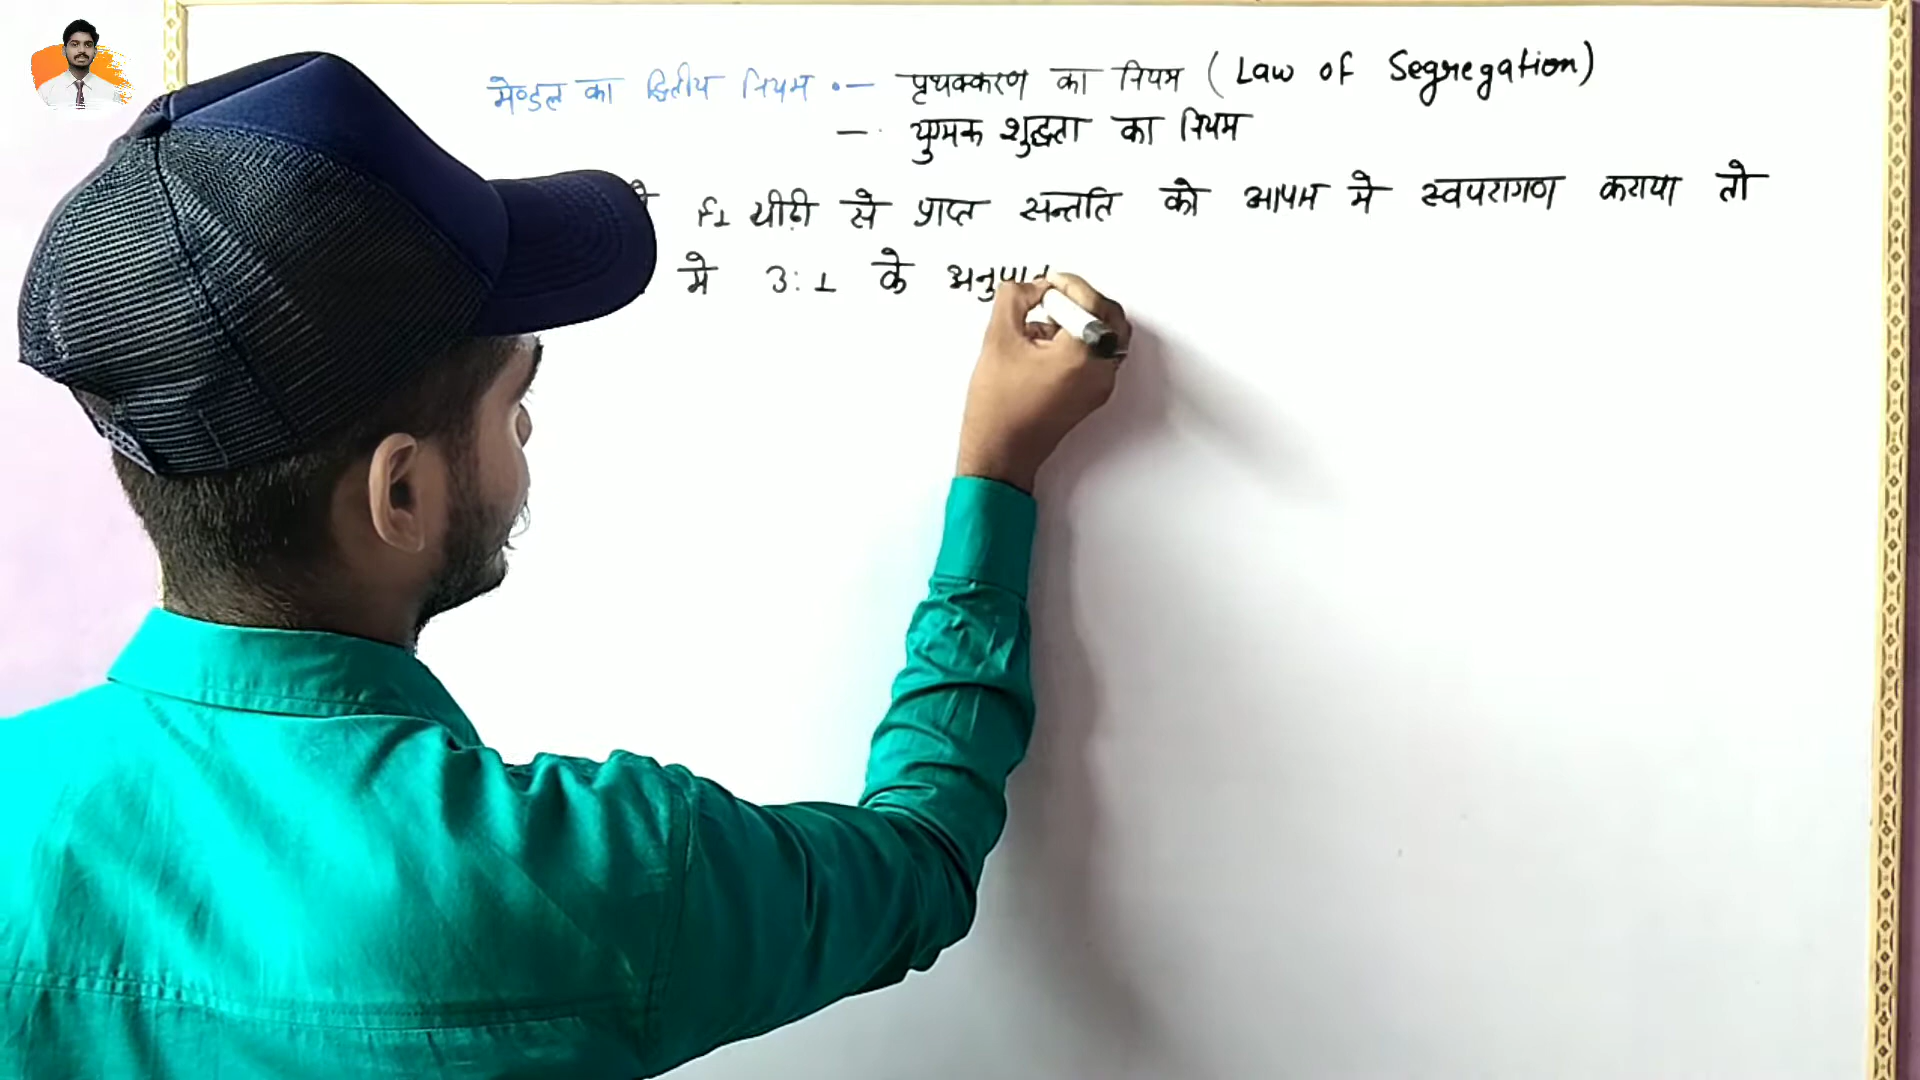 मेण्डल का द्वितीय नियम :— पृथक्करण का नियम ( Law of Segregation)
— युग्मक शुद्धता का नियम
F1 पीढ़ी से प्राप्त सन्तति को आपस मे स्वपरागण कराया तो
मे 3:1 के अनुपात